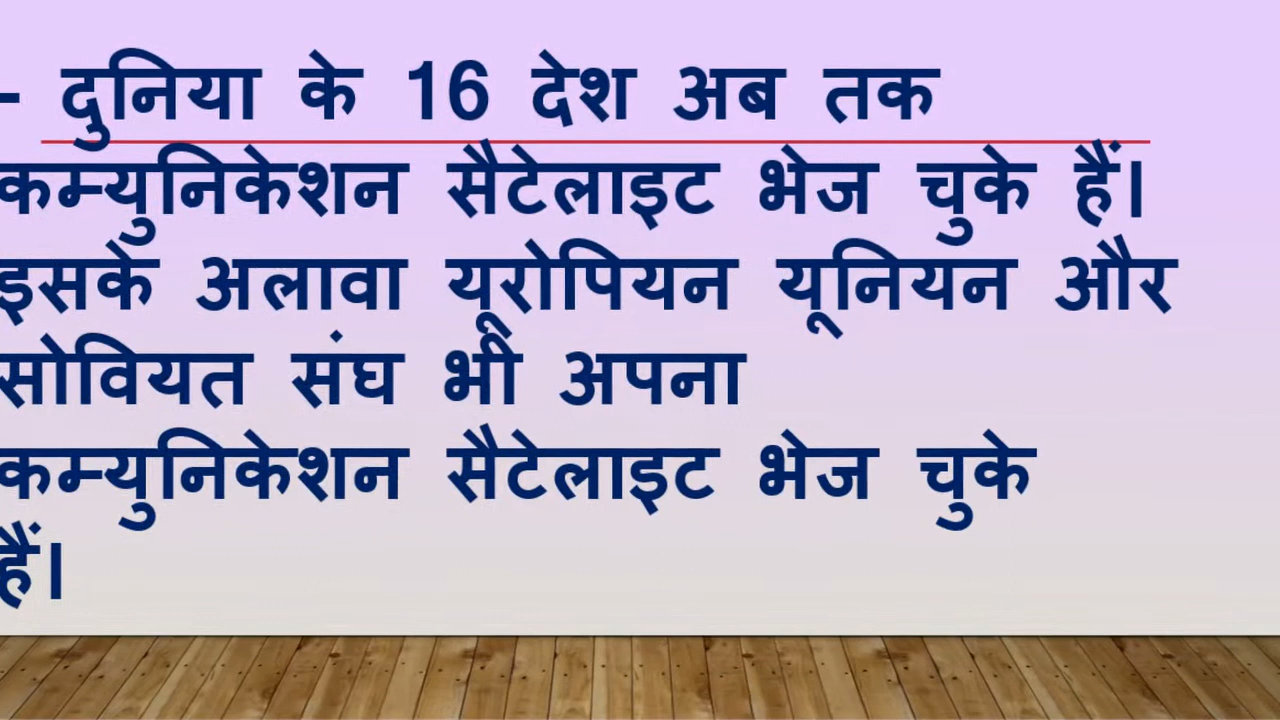 - दुनिया के 16 देश अब तक
कम्युनिकेशन सैटेलाइट भेज चुके हैं।
इसके अलावा यूरोपियन यूनियन और
सोवियत संघ भी अपना
कम्युनिकेशन सैटेलाइट भेज चुके
हैं।